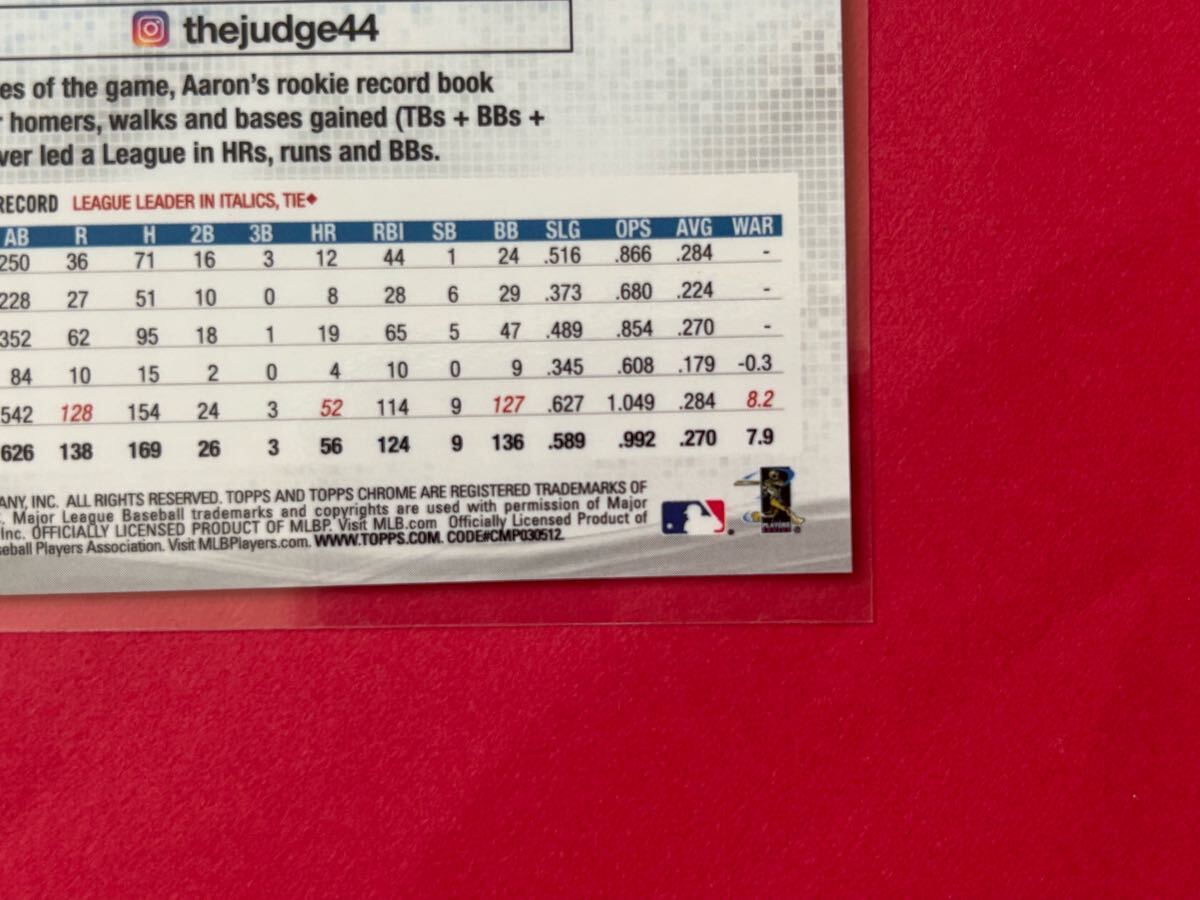 thejudge44
es of the game, Aaron's rookie record book
r homers, walks and bases gained (TBs + BBs +
ver led a League in HRs, runs and BBs.
RECORD LEAGUE LEADER IN ITALICS, TIE◆
AB R H 2B 3B HR RBI SB BB SLG OPS AVG WAR
250 36 71 16 3 12 44 1 24 .516 .866 .284 -
228 27 51 10 0 8 28 6 29 .373 .680 .224 -
352 62 95 18 1 19 65 5 47 .489 .854 .270 -
84 10 15 2 0 4 10 0 9 .345 .608 .179 -0.3
542 128 154 24 3 52 114 9 127 .627 1.049 .284 8.2
626 138 169 26 3 56 124 9 136 .589 .992 .270 7.9
ANY, INC. ALL RIGHTS RESERVED. TOPPS AND TOPPS CHROME ARE REGISTERED TRADEMARKS OF
. Major League Baseball trademarks and copyrights are used with permission of Major
Inc. OFFICIALLY LICENSED PRODUCT OF MLBP. Visit MLB.com Officially Licensed Product of
seball Players Association. Visit MLBPlayers.com. WWW.TOPPS.COM. CODE#CMP030512.
PLAYERS